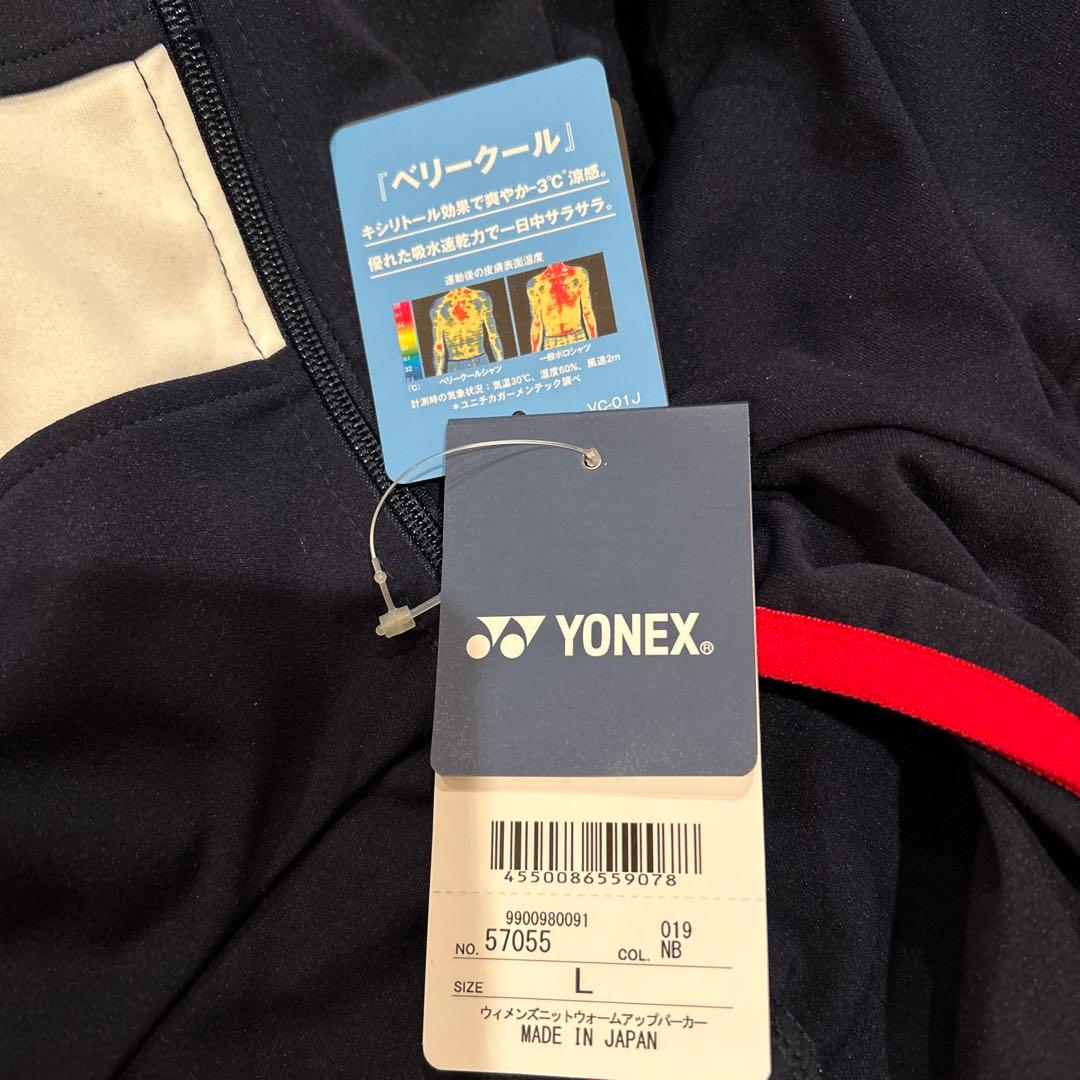 『ベリークール』
キシリトール効果で爽やか-3℃*涼感。
優れた吸水速乾力で一日中サラサラ。
運動後の皮膚表面温度
32
(℃)
ベリークールシャツ
一般ポロシャツ
計測時の気象状況：気温30℃、湿度60%、風速2m
*ユニチカガーメンテック調べ
VC-01J
YONEX®
4550086559078
9900980091
NO. 57055
019
COL. NB
SIZE L
ウィメンズニットウォームアップパーカー
MADE IN JAPAN